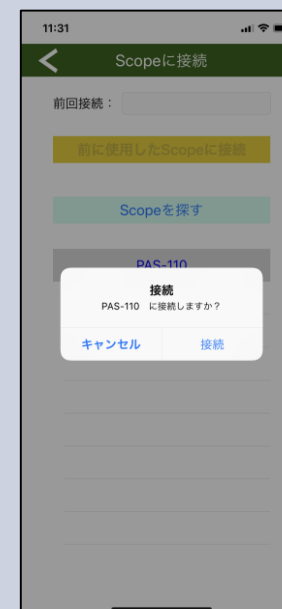 11:31
Scopeに接続
前回接続：
前に使用したScopeに接続
Scopeを探す
PAS-110
接続
PAS-110　に接続しますか？
キャンセル
接続